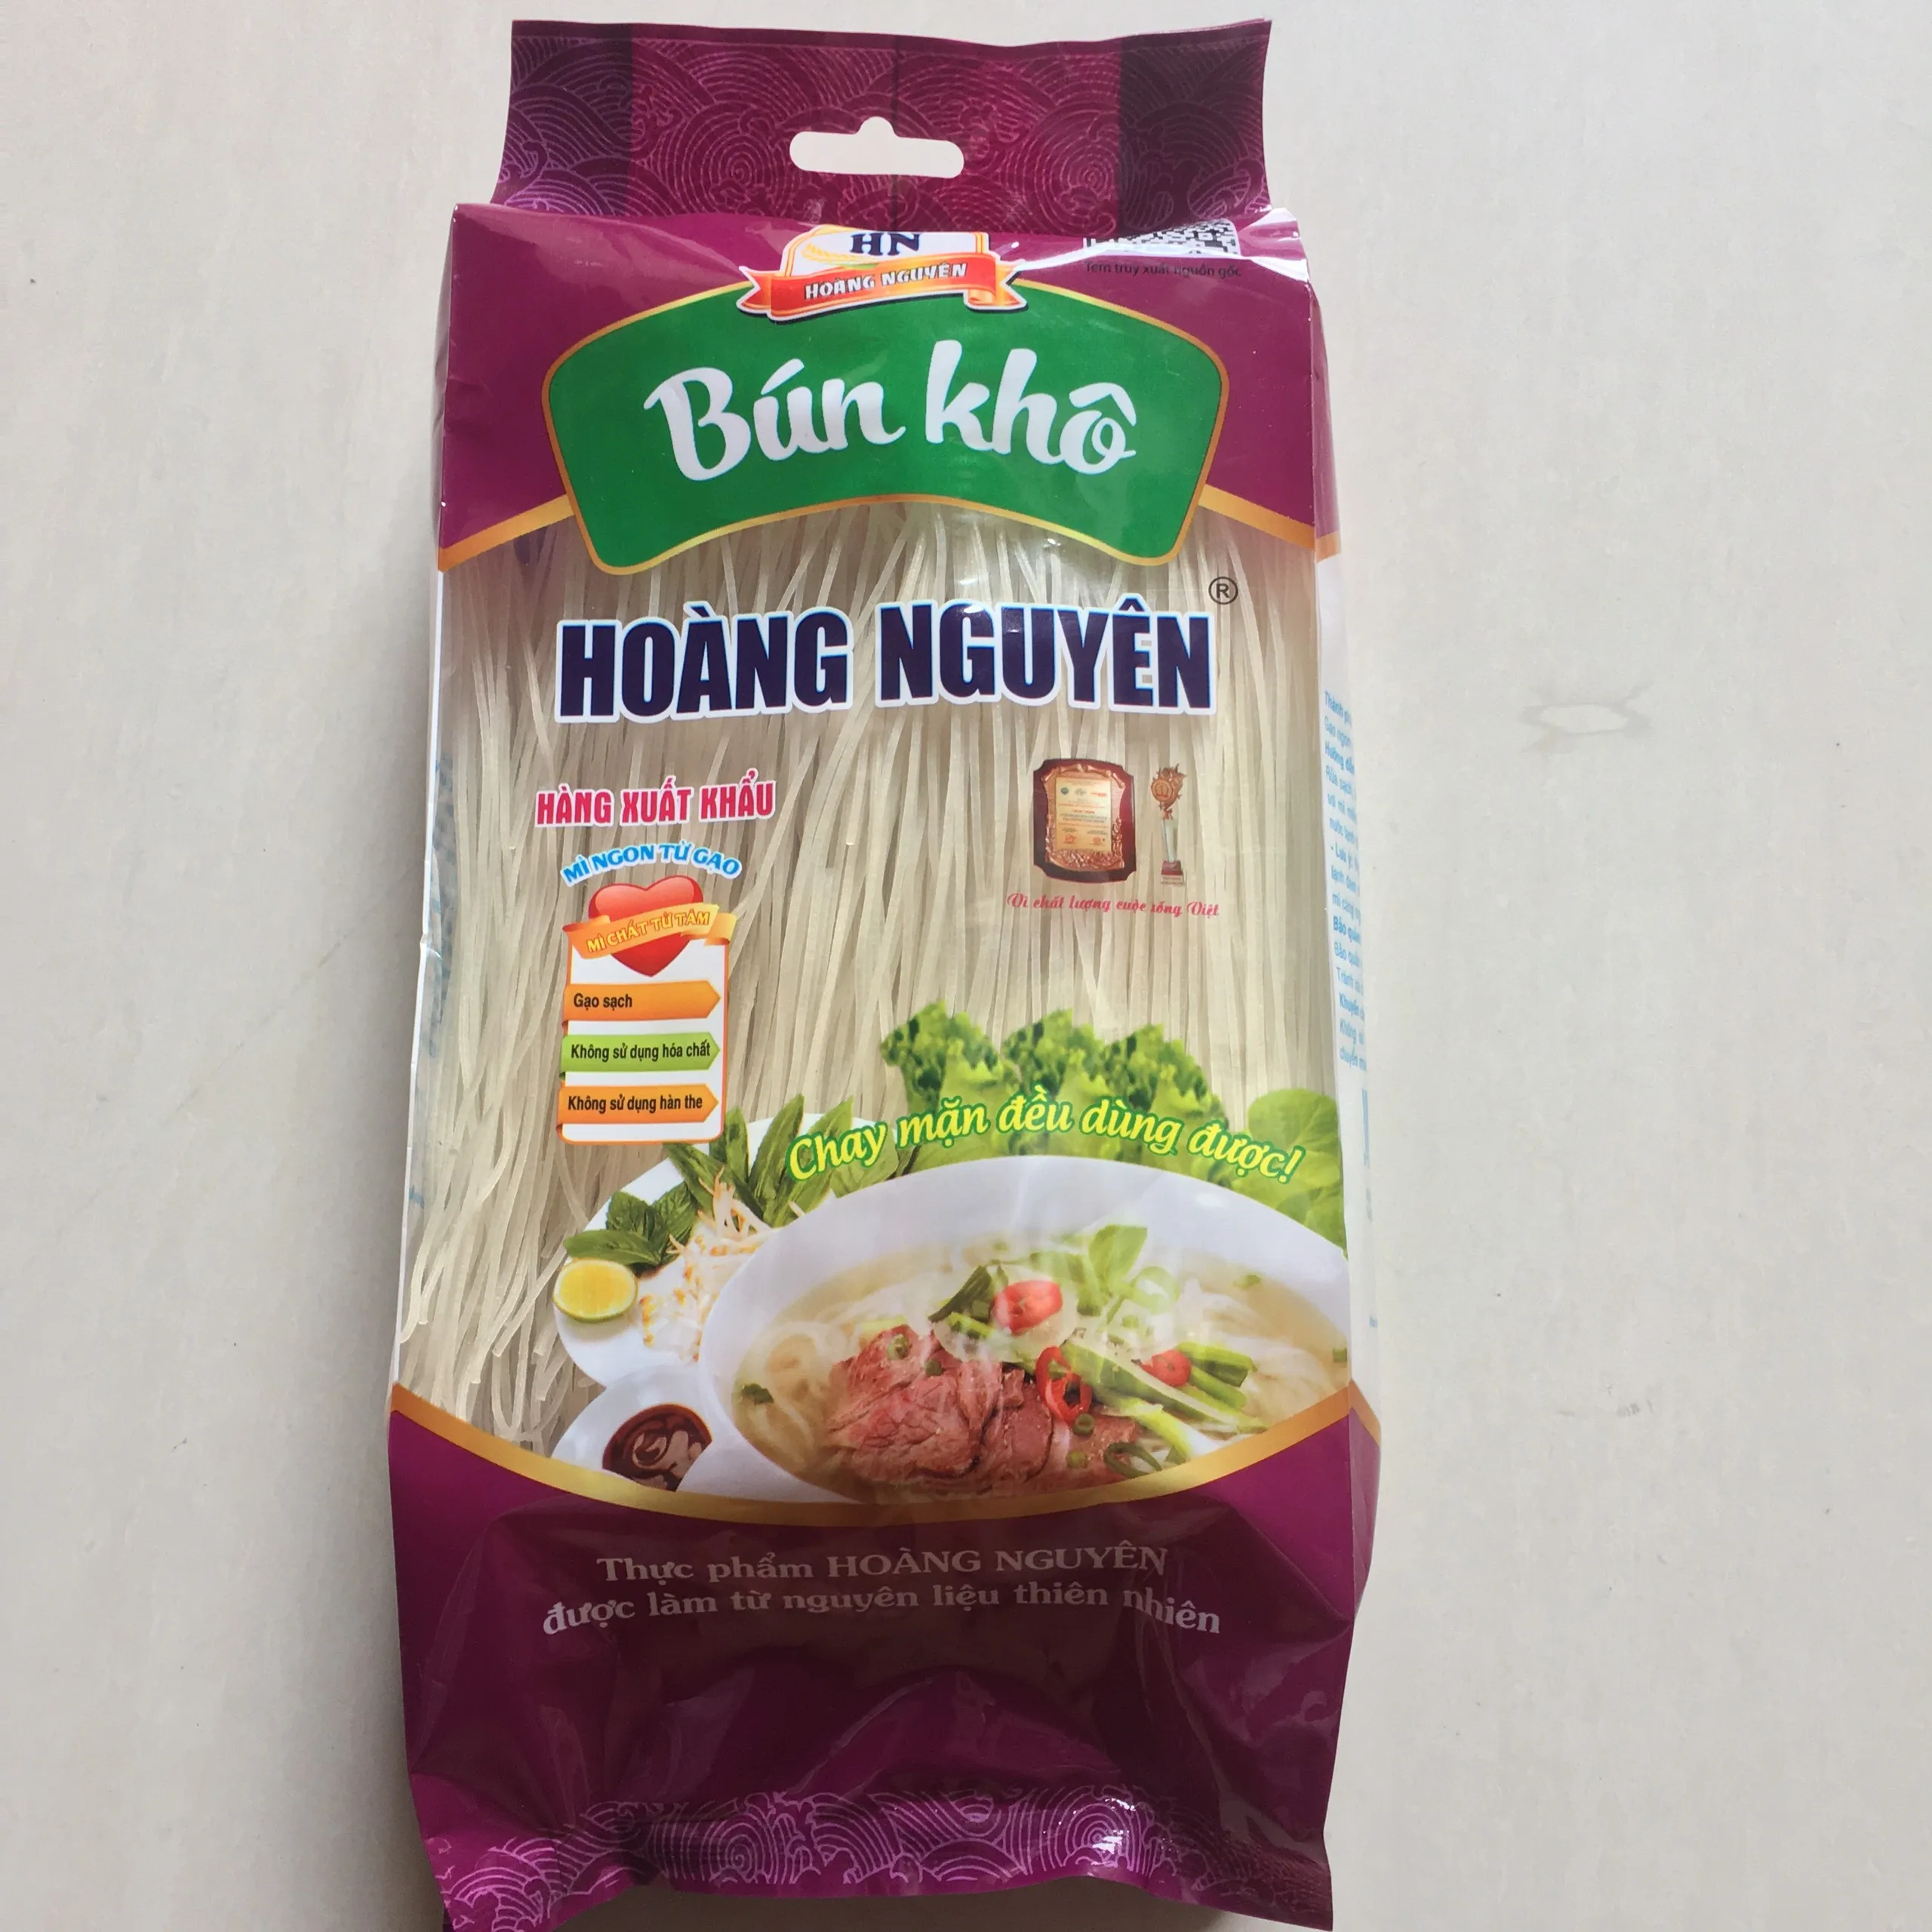 HN
HOÀNG NGUYÊN
Tem truy xuất nguồn gốc
Bún khô
HOÀNG NGUYÊN®
HÀNG XUẤT KHẨU
MÌ NGON TỪ GẠO
MÌ CHẤT TỪ TÂM
Gạo sạch
Không sử dụng hóa chất
Không sử dụng hàn the
Vì chất lượng cuộc sống Việt
Chay mặn đều dùng được!
Thực phẩm HOÀNG NGUYÊN
được làm từ nguyên liệu thiên nhiên